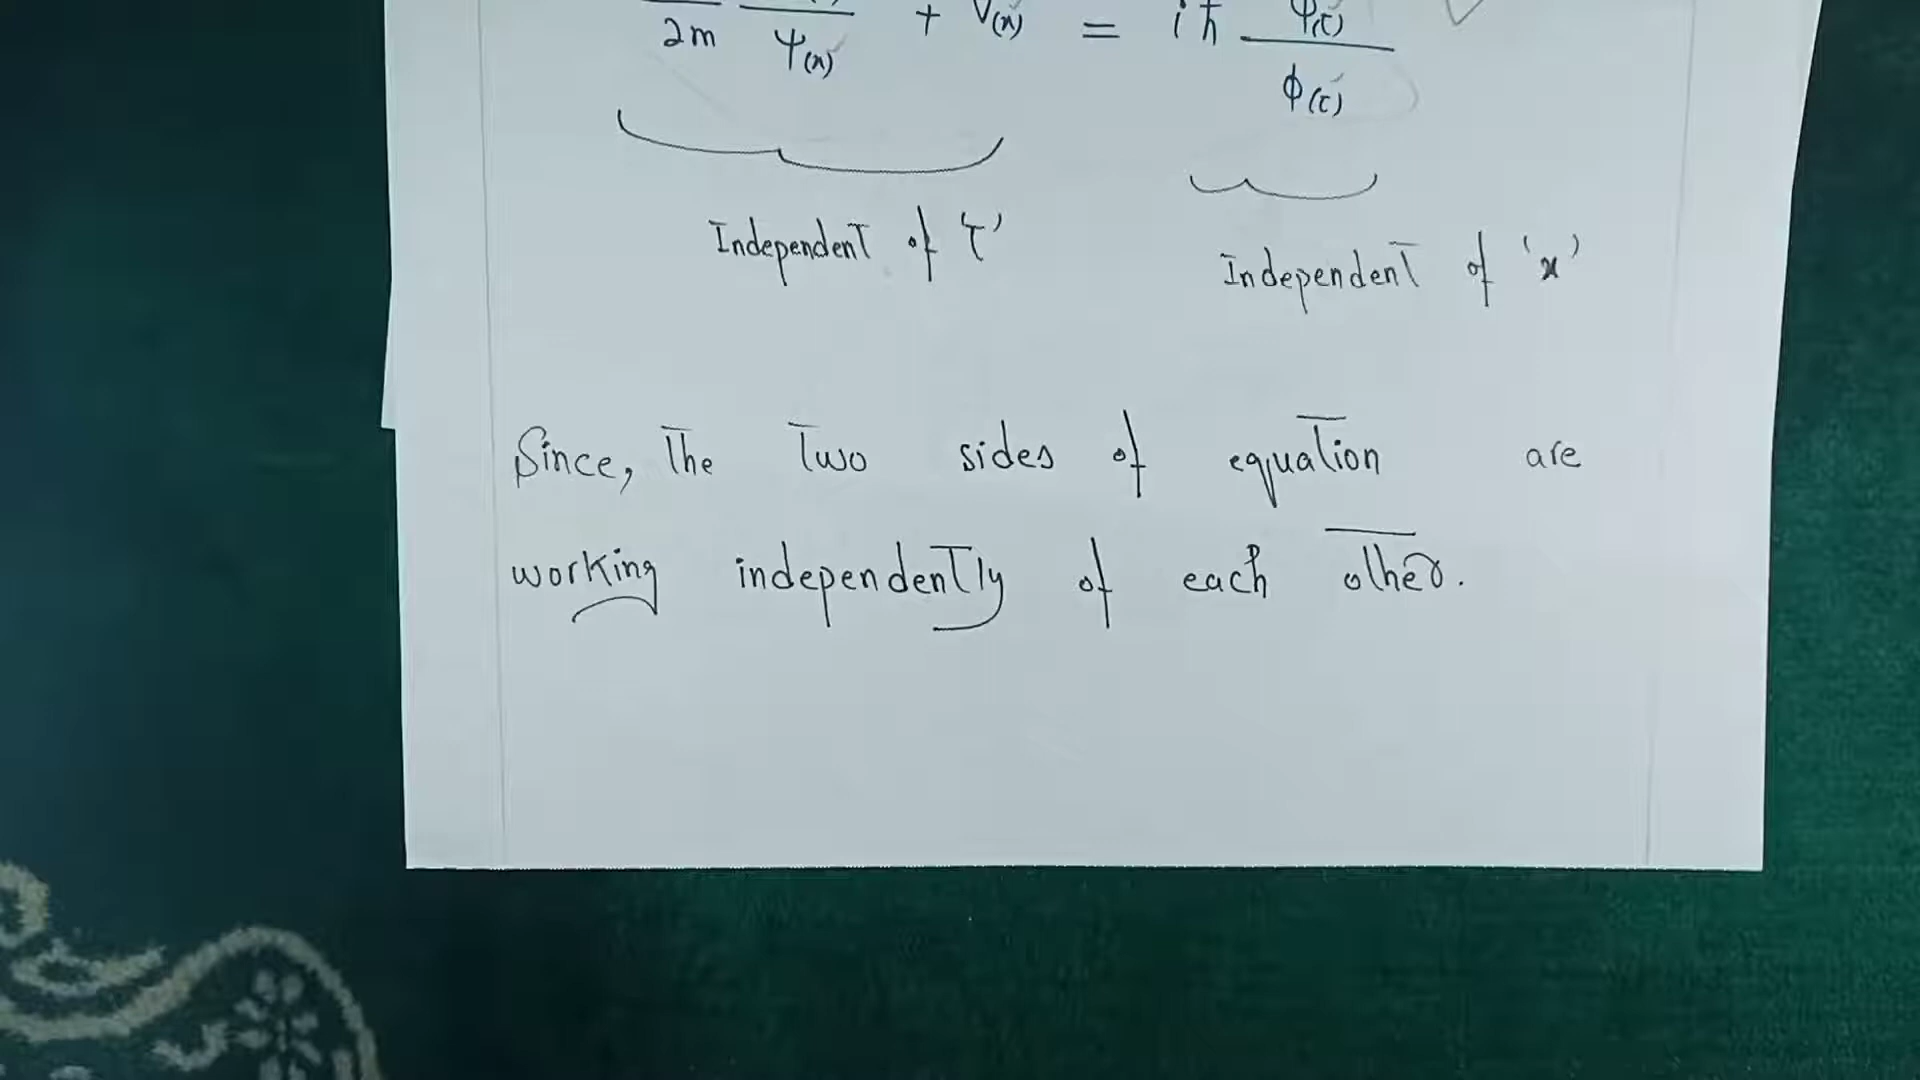 2m ψ(x) + V(x) = iħ φ(t)
φ(t)
Independent of 't' Independent of 'x'
Since, the two sides of equation are
working independently of each other.